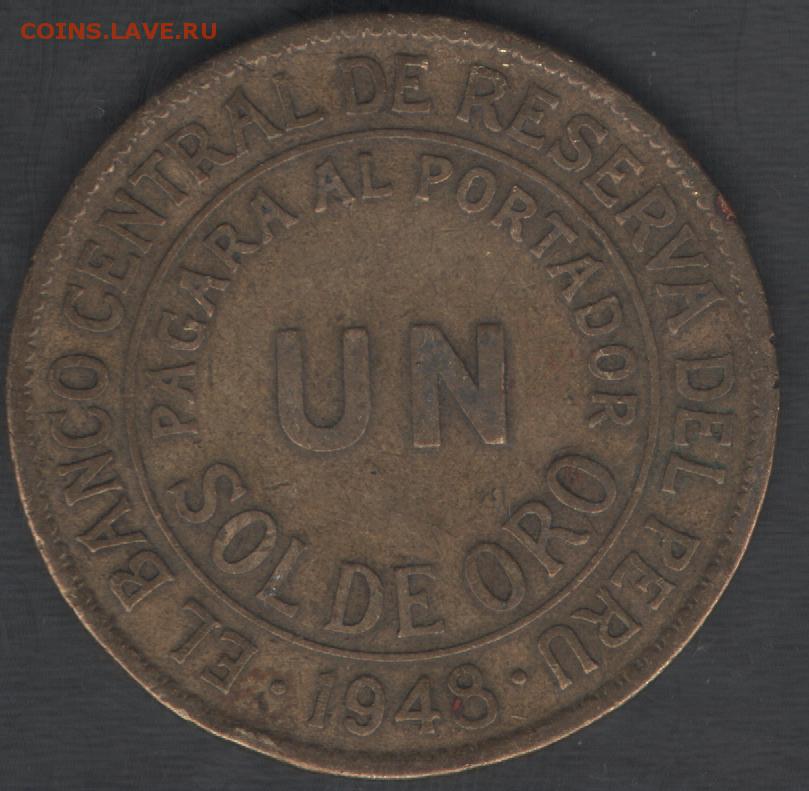 COINS.LAVE.RU
EL BANCO CENTRAL DE RESERVA DEL PERU
PAGARA AL PORTADOR
UN
SOL DE ORO
· 1948 ·